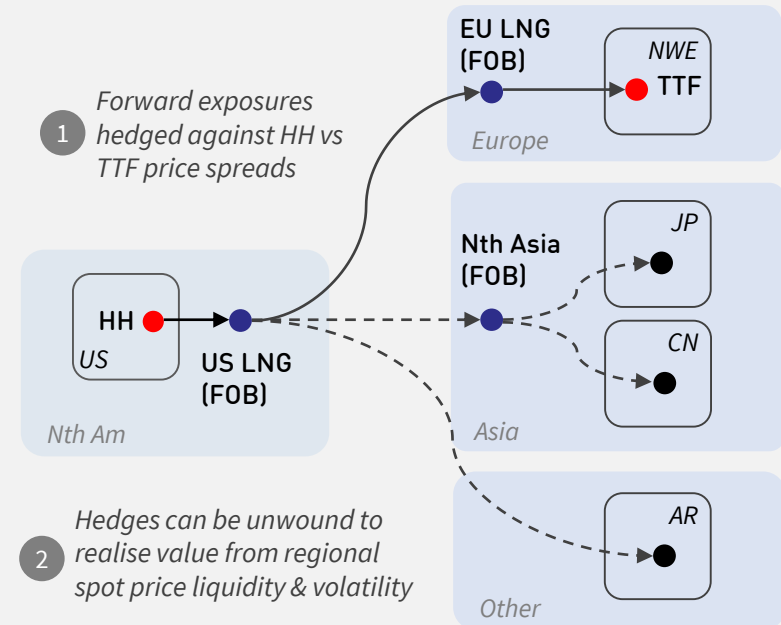 EU LNG
(FOB)
NWE
TTF
Europe
1
Forward exposures
hedged against HH vs
TTF price spreads
Nth Asia
(FOB)
JP
CN
Asia
HH
US
US LNG
(FOB)
Nth Am
2
Hedges can be unwound to
realise value from regional
spot price liquidity & volatility
AR
Other